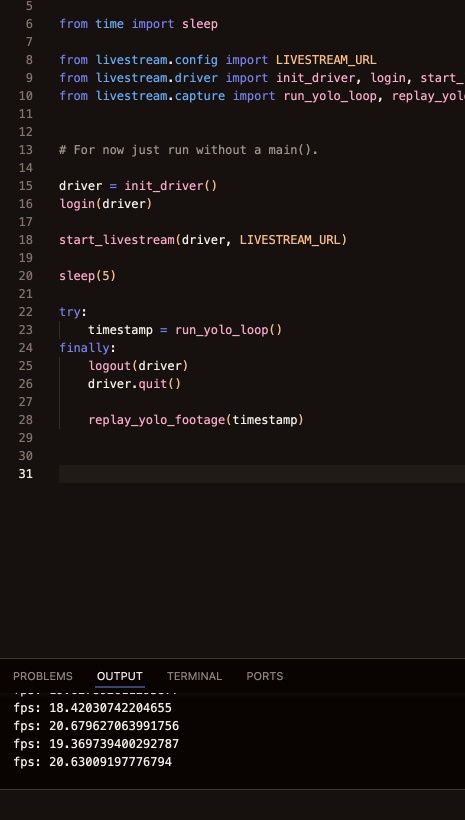 5
6 from time import sleep
7
8 from livestream.config import LIVESTREAM_URL
9 from livestream.driver import init_driver, login, start_
10 from livestream.capture import run_yolo_loop, replay_yol
11
12
13 # For now just run without a main().
14
15 driver = init_driver()
16 login(driver)
17
18 start_livestream(driver, LIVESTREAM_URL)
19
20 sleep(5)
21
22 try:
23 timestamp = run_yolo_loop()
24 finally:
25 logout(driver)
26 driver.quit()
27
28 replay_yolo_footage(timestamp)
29
30
31
PROBLEMS OUTPUT TERMINAL PORTS
fps: 18.42030742204655
fps: 20.679627063991756
fps: 19.369739400292787
fps: 20.63009197776794